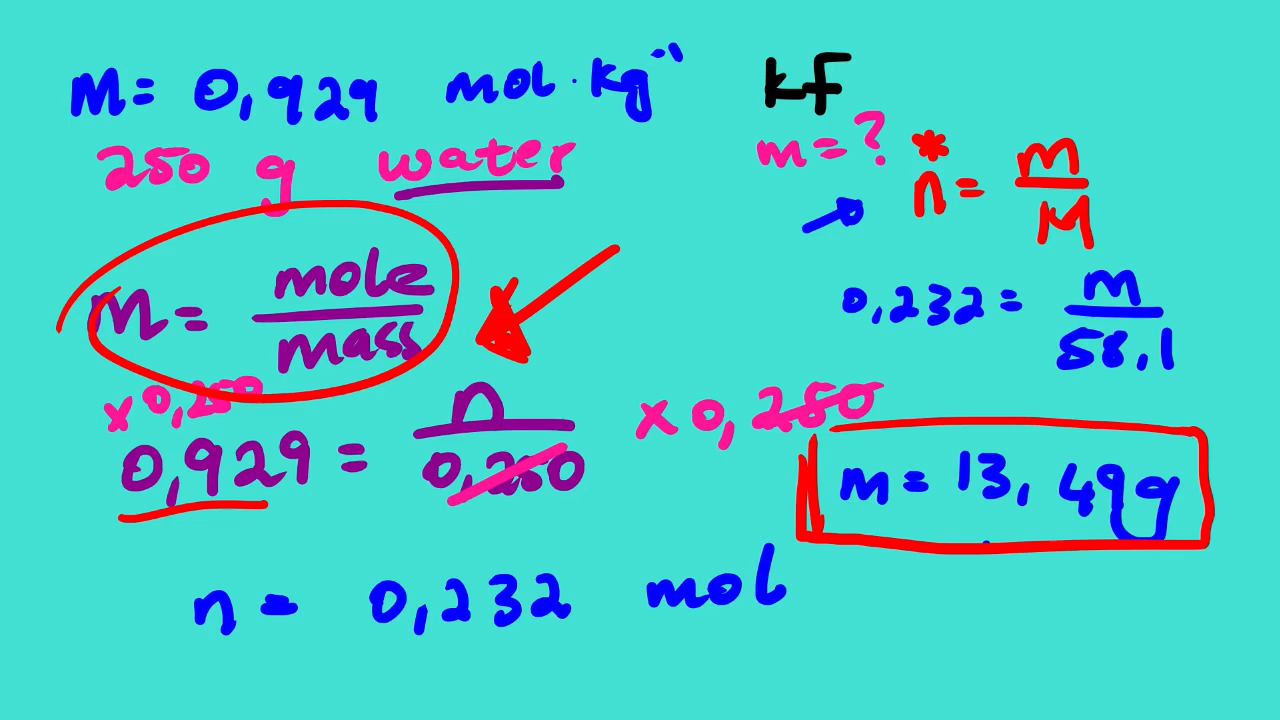 M= 0,929 mol·kg⁻¹
250 g water
M= mole
mass
x 0,250
0,929 = n
0,250
x 0,250
n = 0,232 mol
kf
m=? *
n= m
M
0,232= m
58,1
m= 13,49g